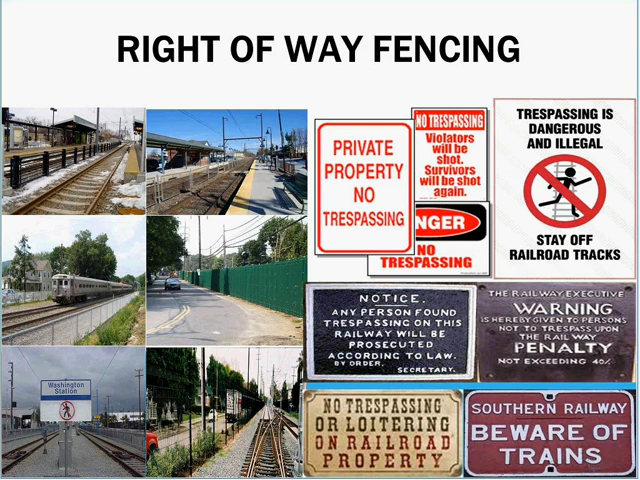 RIGHT OF WAY FENCING
PRIVATE
PROPERTY
NO
TRESPASSING
NO TRESPASSING
Violators
will be
shot.
Survivors
will be shot
again.
NGER
NO
TRESPASSING
TRESPASSING IS
DANGEROUS
AND ILLEGAL
STAY OFF
RAILROAD TRACKS
NOTICE.
ANY PERSON FOUND
TRESPASSING ON THIS
RAILWAY WILL BE
PROSECUTED
ACCORDING TO LAW.
BY ORDER.
SECRETARY.
THE RAILWAY EXECUTIVE
WARNING
IS HEREBY GIVEN TO PERSONS
NOT TO TRESPASS UPON
THE RAILWAY
PENALTY
NOT EXCEEDING 40/-
Washington
Station
NO TRESPASSING
OR LOITERING
ON RAILROAD
PROPERTY
SOUTHERN RAILWAY
BEWARE OF
TRAINS